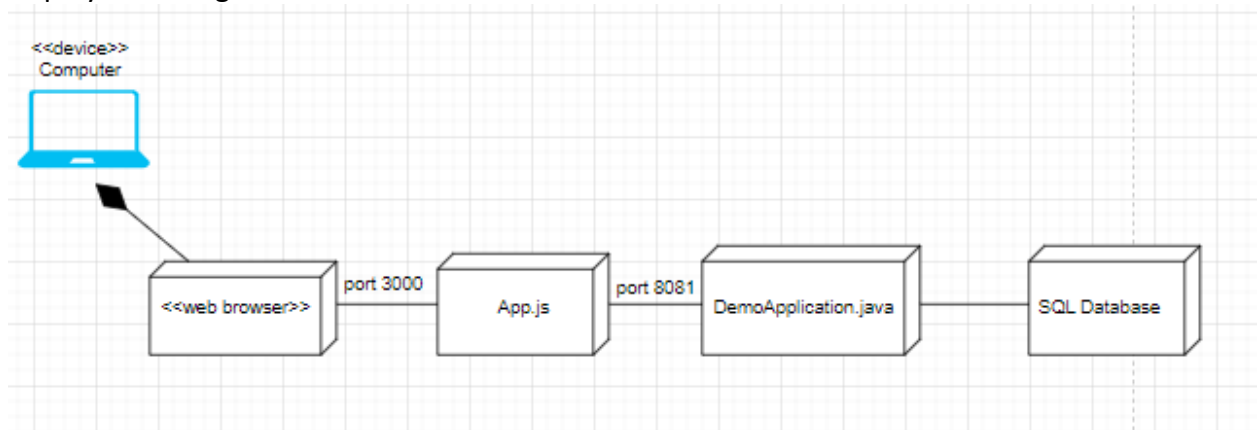 <<device>>
Computer
port 3000
port 8081
<<web browser>>
App.js
DemoApplication.java
SQL Database